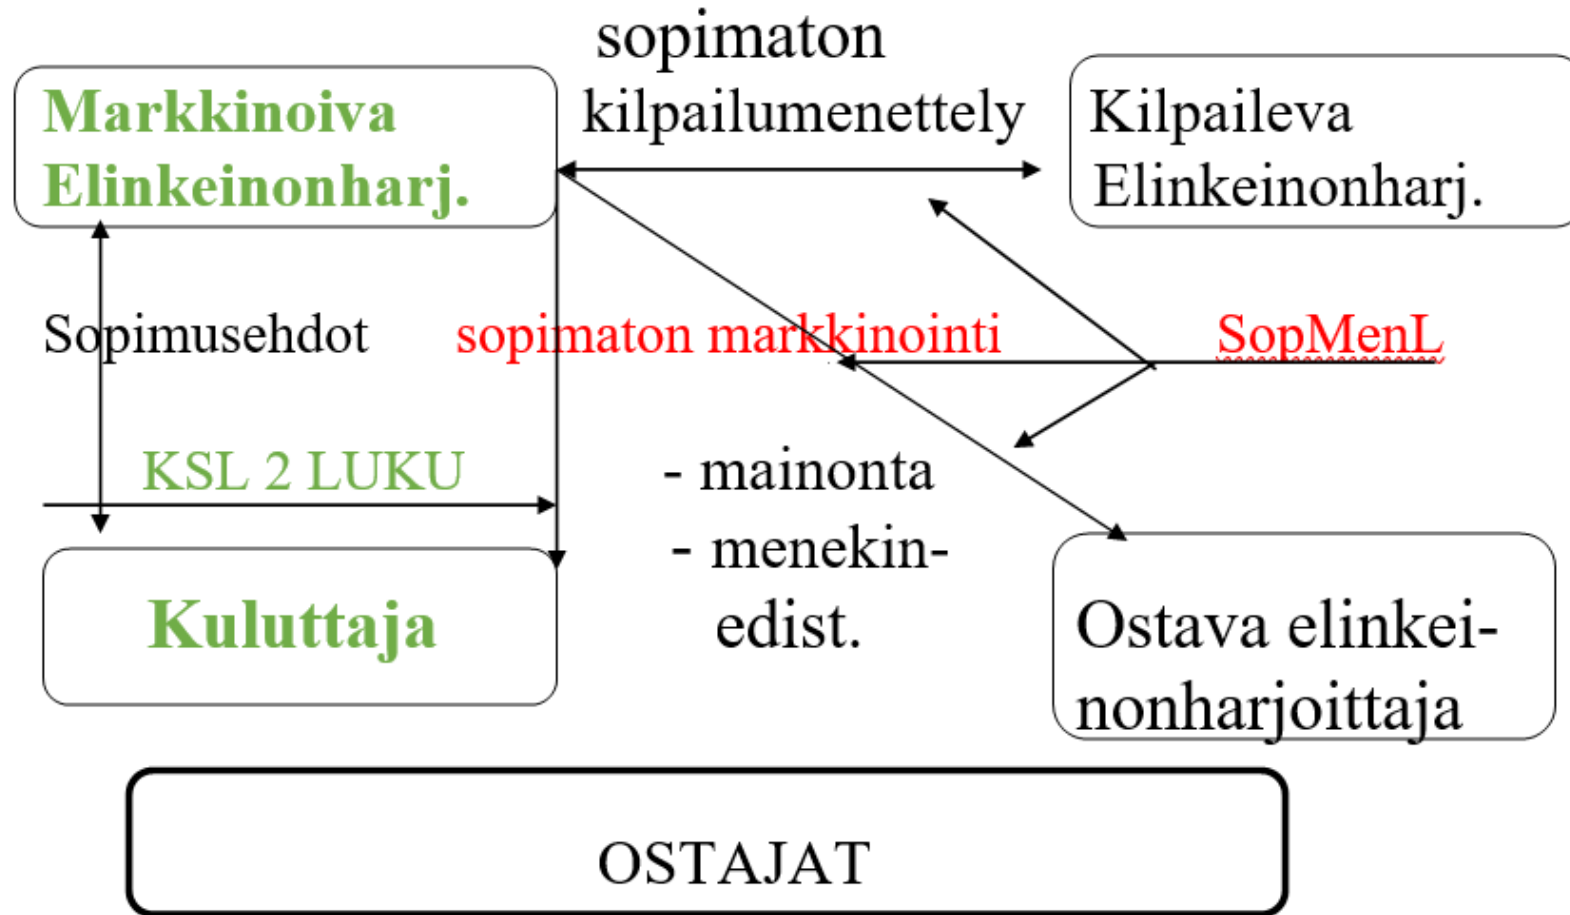 sopimaton
kilpailumenettely
Markkinoiva
Elinkeinonharj.
Kilpaileva
Elinkeinonharj.
Sopimusehdot
sopimaton markkinointi
SopMenL
KSL 2 LUKU
- mainonta
- menekin-
edist.
Kuluttaja
Ostava elinkei-
nonharjoittaja
OSTAJAT